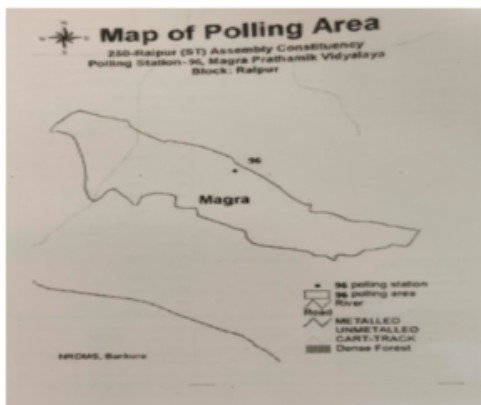 Map of Polling Area
250-Raipur (ST) Assembly Constituency
Polling Station-96, Magra Prathamik Vidyalaya
Block: Raipur
96
Magra
96 polling station
96 polling area
River
Road
METALLED
UNMETALLED
CART-TRACK
Dense Forest
NRDMS, Bankura